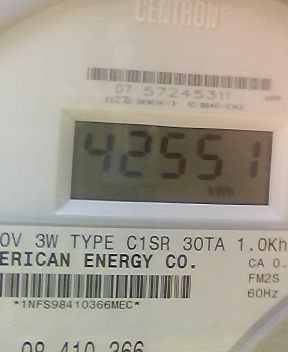 CENTRON®
07 57245311
42551
kWh
0V 3W TYPE C1SR 30TA 1.0Kh
ERICAN ENERGY CO.
CA 0.
FM2S
60Hz
*1NFS98410366MEC*
98 410 366